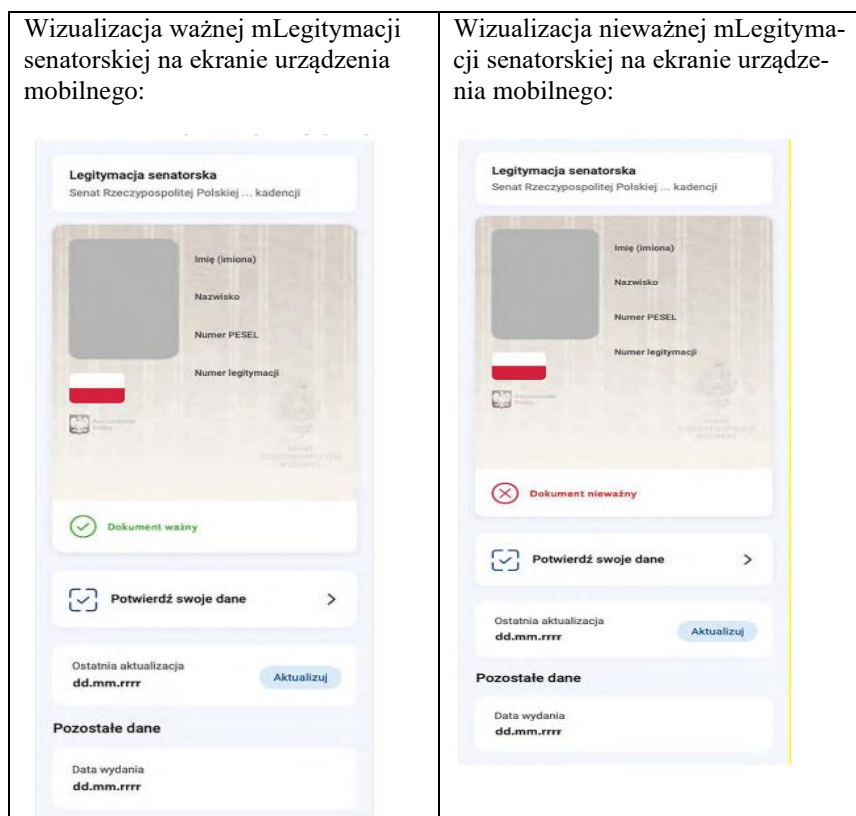 Wizualizacja ważnej mLegitymacji
senatorskiej na ekranie urządzenia
mobilnego:
Legitymacja senatorska
Senat Rzeczypospolitej Polskiej ... kadencji
Imię (imiona)
Nazwisko
Numer PESEL
Numer legitymacji
Dokument ważny
Potwierdź swoje dane
Ostatnia aktualizacja
dd.mm.rrrr
Aktualizuj
Pozostałe dane
Data wydania
dd.mm.rrrr
Wizualizacja nieważnej mLegityma-
cji senatorskiej na ekranie urządze-
nia mobilnego:
Legitymacja senatorska
Senat Rzeczypospolitej Polskiej ... kadencji
Imię (imiona)
Nazwisko
Numer PESEL
Numer legitymacji
Dokument nieważny
Potwierdź swoje dane
Ostatnia aktualizacja
dd.mm.rrrr
Aktualizuj
Pozostałe dane
Data wydania
dd.mm.rrrr